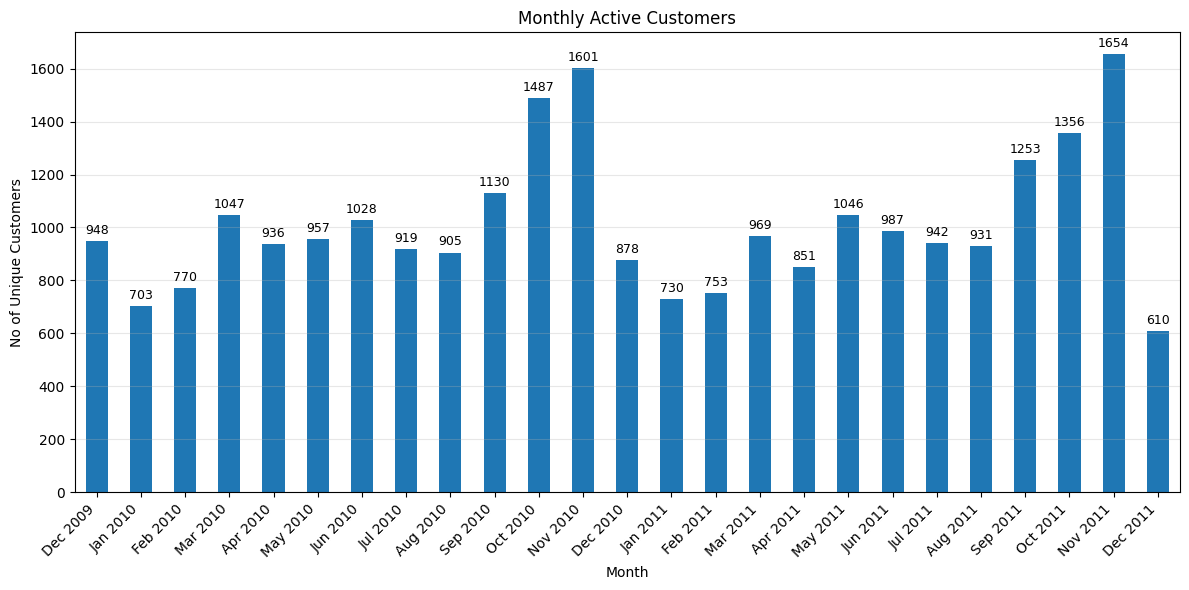 Monthly Active Customers
No of Unique Customers
1600
1400
1200
1000
800
600
400
200
0
948
703
770
1047
936
957
1028
919
905
1130
1487
1601
878
730
753
969
851
1046
987
942
931
1253
1356
1654
610
Dec 2009
Jan 2010
Feb 2010
Mar 2010
Apr 2010
May 2010
Jun 2010
Jul 2010
Aug 2010
Sep 2010
Oct 2010
Nov 2010
Dec 2010
Jan 2011
Feb 2011
Mar 2011
Apr 2011
May 2011
Jun 2011
Jul 2011
Aug 2011
Sep 2011
Oct 2011
Nov 2011
Dec 2011
Month